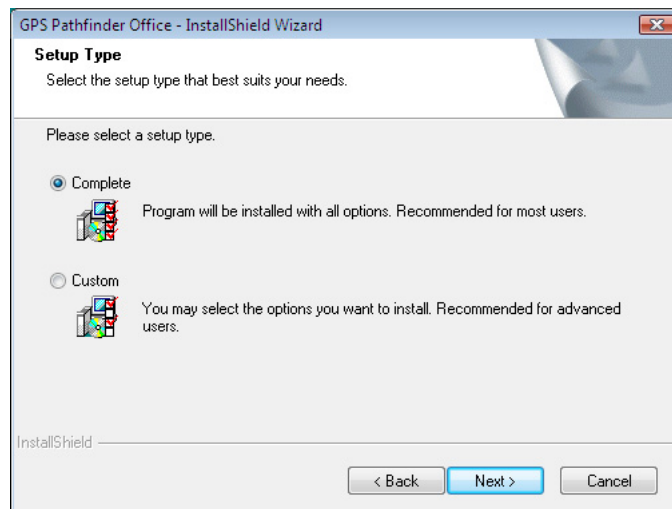 GPS Pathfinder Office - InstallShield Wizard
Setup Type
Select the setup type that best suits your needs.
Please select a setup type.
Complete
Program will be installed with all options. Recommended for most users.
Custom
You may select the options you want to install. Recommended for advanced
users.
InstallShield
< Back Next > Cancel